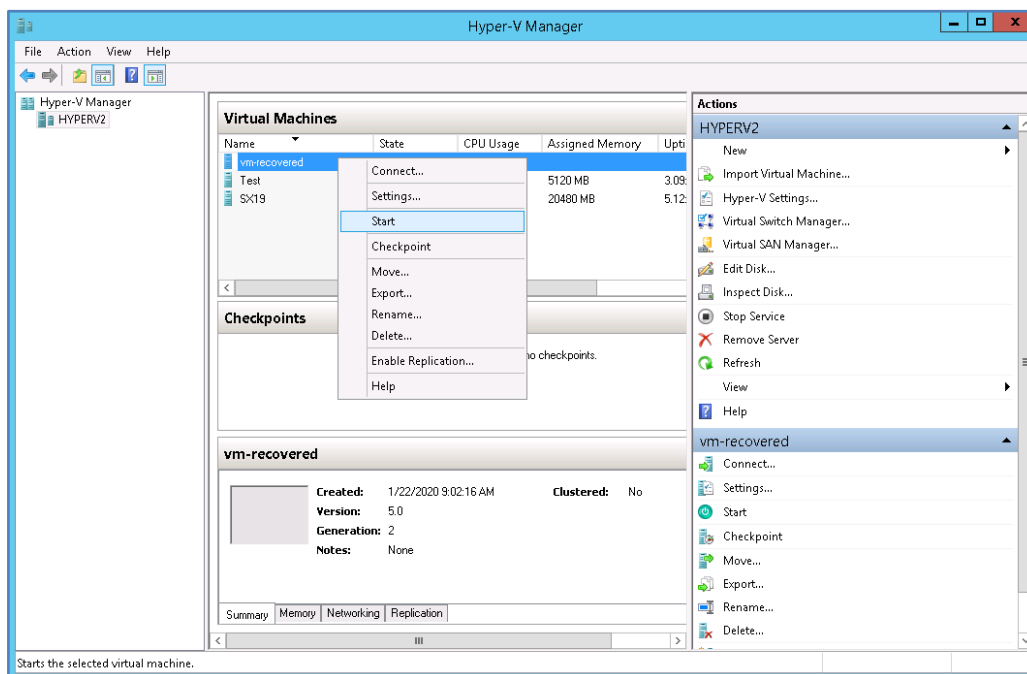 Hyper-V Manager
File Action View Help
Hyper-V Manager
HYPERV2
Virtual Machines
Name State CPU Usage Assigned Memory Upti
vm-recovered
Test 5120 MB 3.09:
SX19 20480 MB 5.12:
Connect...
Settings...
Start
Checkpoint
Move...
Export...
Rename...
Delete...
Enable Replication...
Help
Checkpoints
no checkpoints.
vm-recovered
Created: 1/22/2020 9:02:16 AM Clustered: No
Version: 5.0
Generation: 2
Notes: None
Summary Memory Networking Replication
Actions
HYPERV2
New
Import Virtual Machine...
Hyper-V Settings...
Virtual Switch Manager...
Virtual SAN Manager...
Edit Disk...
Inspect Disk...
Stop Service
Remove Server
Refresh
View
Help
vm-recovered
Connect...
Settings...
Start
Checkpoint
Move...
Export...
Rename...
Delete...
Starts the selected virtual machine.